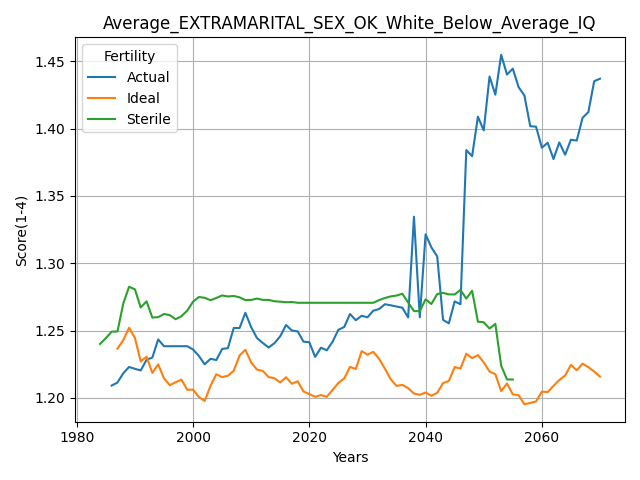 Average_EXTRAMARITAL_SEX_OK_White_Below_Average_IQ
Fertility
Actual
Ideal
Sterile
Score(1-4)
1.45
1.40
1.35
1.30
1.25
1.20
1980 2000 2020 2040 2060
Years